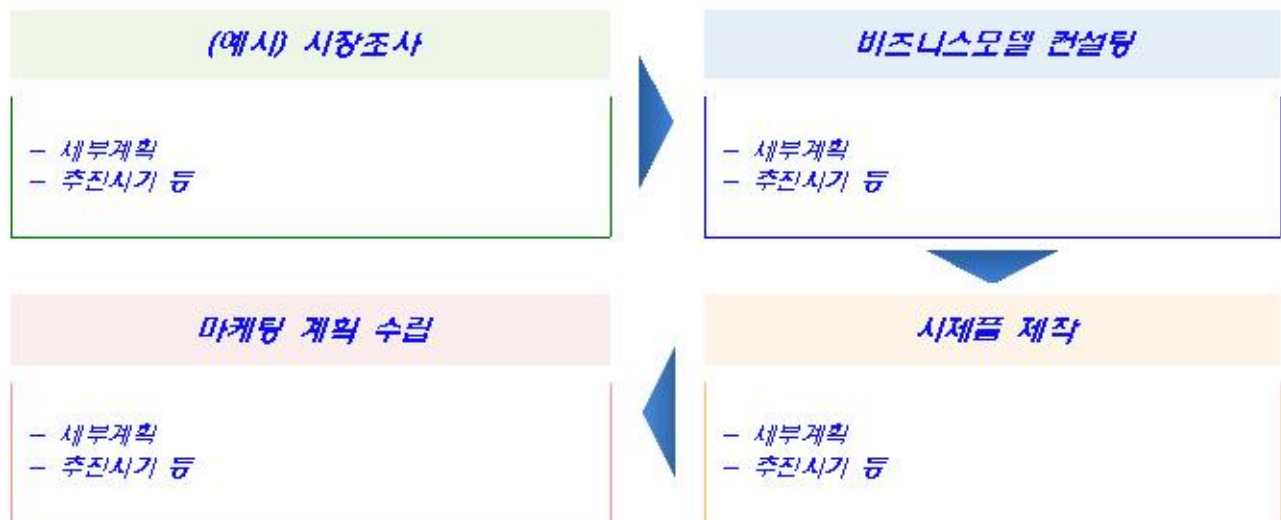 (예시) 시장조사
- 세부계획
- 추진시기 등
비즈니스모델 컨설팅
- 세부계획
- 추진시기 등
시제품 제작
- 세부계획
- 추진시기 등
마케팅 계획 수립
- 세부계획
- 추진시기 등